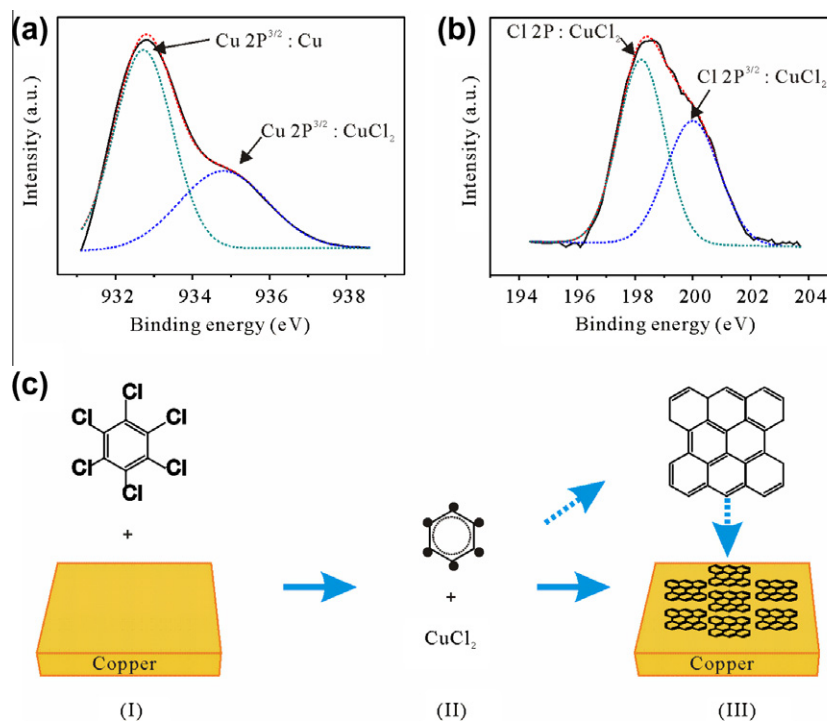 (a)
Cu 2P3/2 : Cu
Cu 2P3/2 : CuCl2
Intensity (a.u.)
932 934 936 938
Binding energy (eV)
(b)
Cl 2P : CuCl2
Cl 2P3/2 : CuCl2
Intensity (a.u.)
194 196 198 200 202 204
Binding energy (eV)
(c)
Cl
Cl
Cl
Cl
Cl
Cl
+
Copper
(I)
+
CuCl2
(II)
Copper
(III)